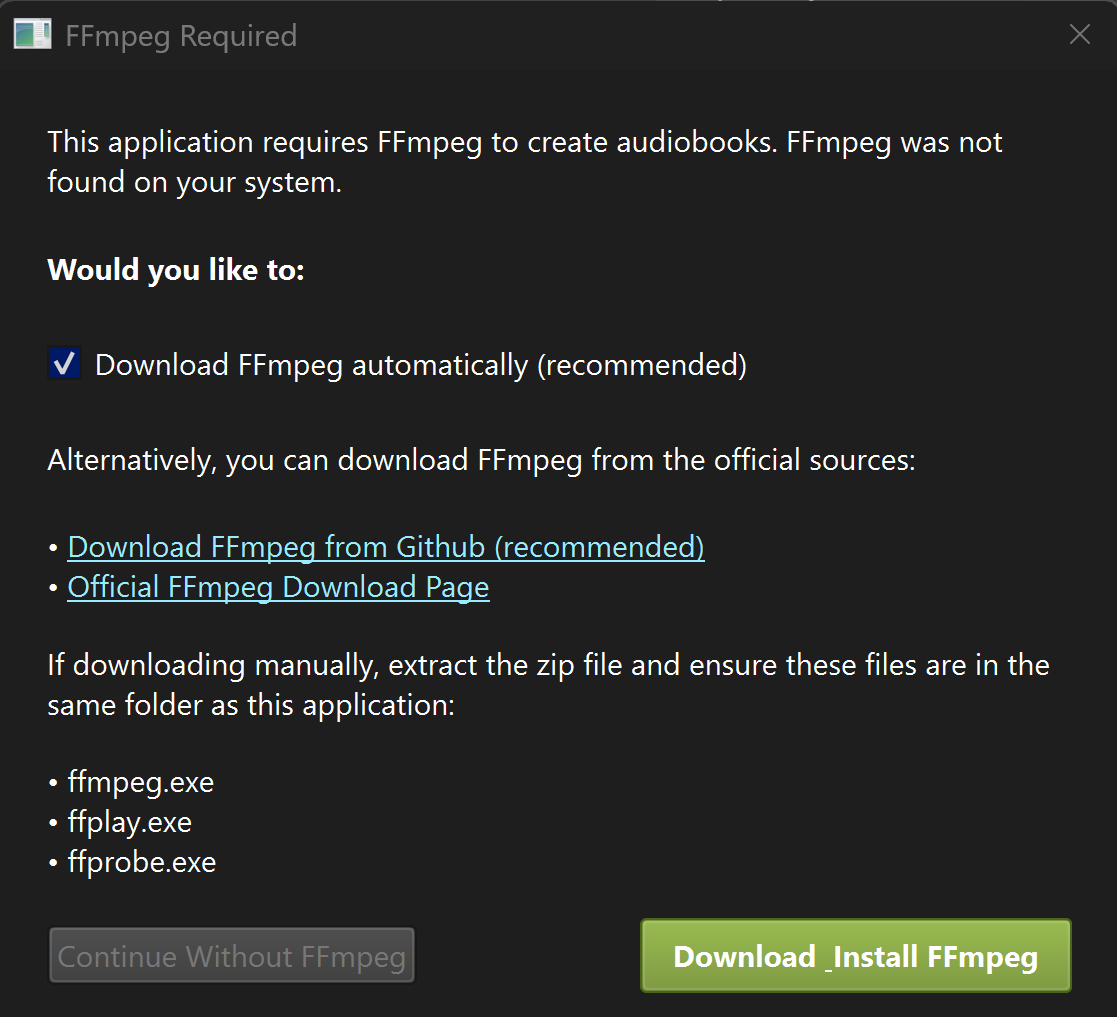 FFmpeg Required
This application requires FFmpeg to create audiobooks. FFmpeg was not
found on your system.
Would you like to:
Download FFmpeg automatically (recommended)
Alternatively, you can download FFmpeg from the official sources:
• Download FFmpeg from Github (recommended)
• Official FFmpeg Download Page
If downloading manually, extract the zip file and ensure these files are in the
same folder as this application:
• ffmpeg.exe
• ffplay.exe
• ffprobe.exe
Continue Without FFmpeg
Download _Install FFmpeg